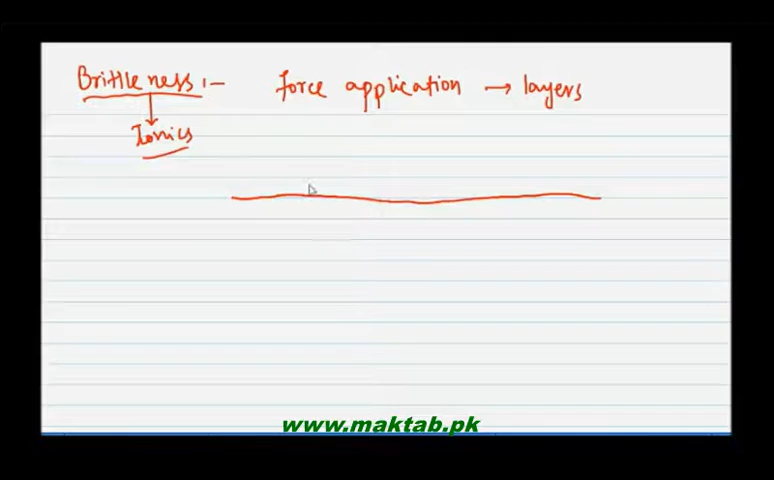 Brittleness :- force application → layers
Ionics
www.maktab.pk